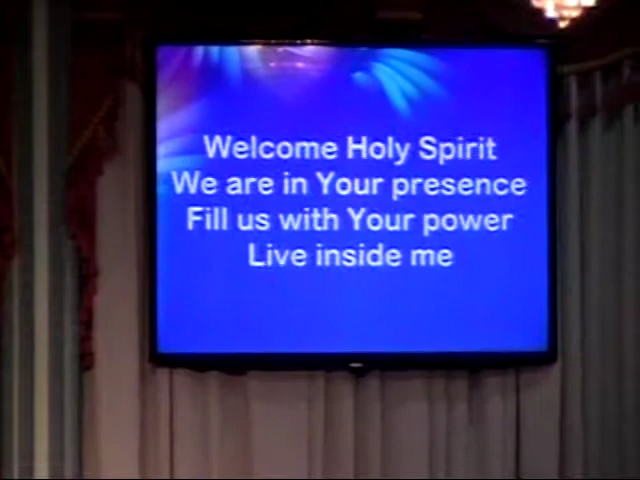 Welcome Holy Spirit
We are in Your presence
Fill us with Your power
Live inside me